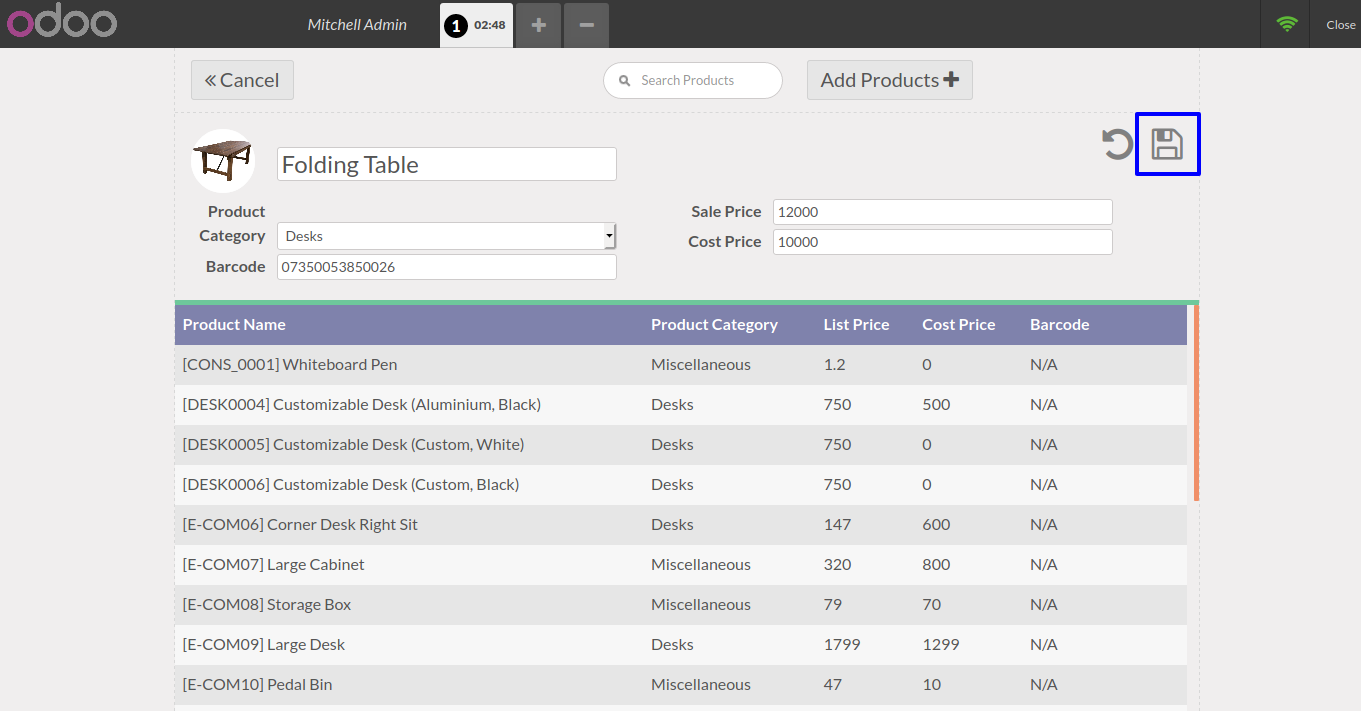 odoo Mitchell Admin 1 02:48 + − Close
Cancel Search Products Add Products
Folding Table
Product Category Desks
Barcode 07350053850026
Sale Price 12000
Cost Price 10000
Product Name Product Category List Price Cost Price Barcode
[CONS_0001] Whiteboard Pen Miscellaneous 1.2 0 N/A
[DESK0004] Customizable Desk (Aluminium, Black) Desks 750 500 N/A
[DESK0005] Customizable Desk (Custom, White) Desks 750 0 N/A
[DESK0006] Customizable Desk (Custom, Black) Desks 750 0 N/A
[E-COM06] Corner Desk Right Sit Desks 147 600 N/A
[E-COM07] Large Cabinet Miscellaneous 320 800 N/A
[E-COM08] Storage Box Miscellaneous 79 70 N/A
[E-COM09] Large Desk Desks 1799 1299 N/A
[E-COM10] Pedal Bin Miscellaneous 47 10 N/A